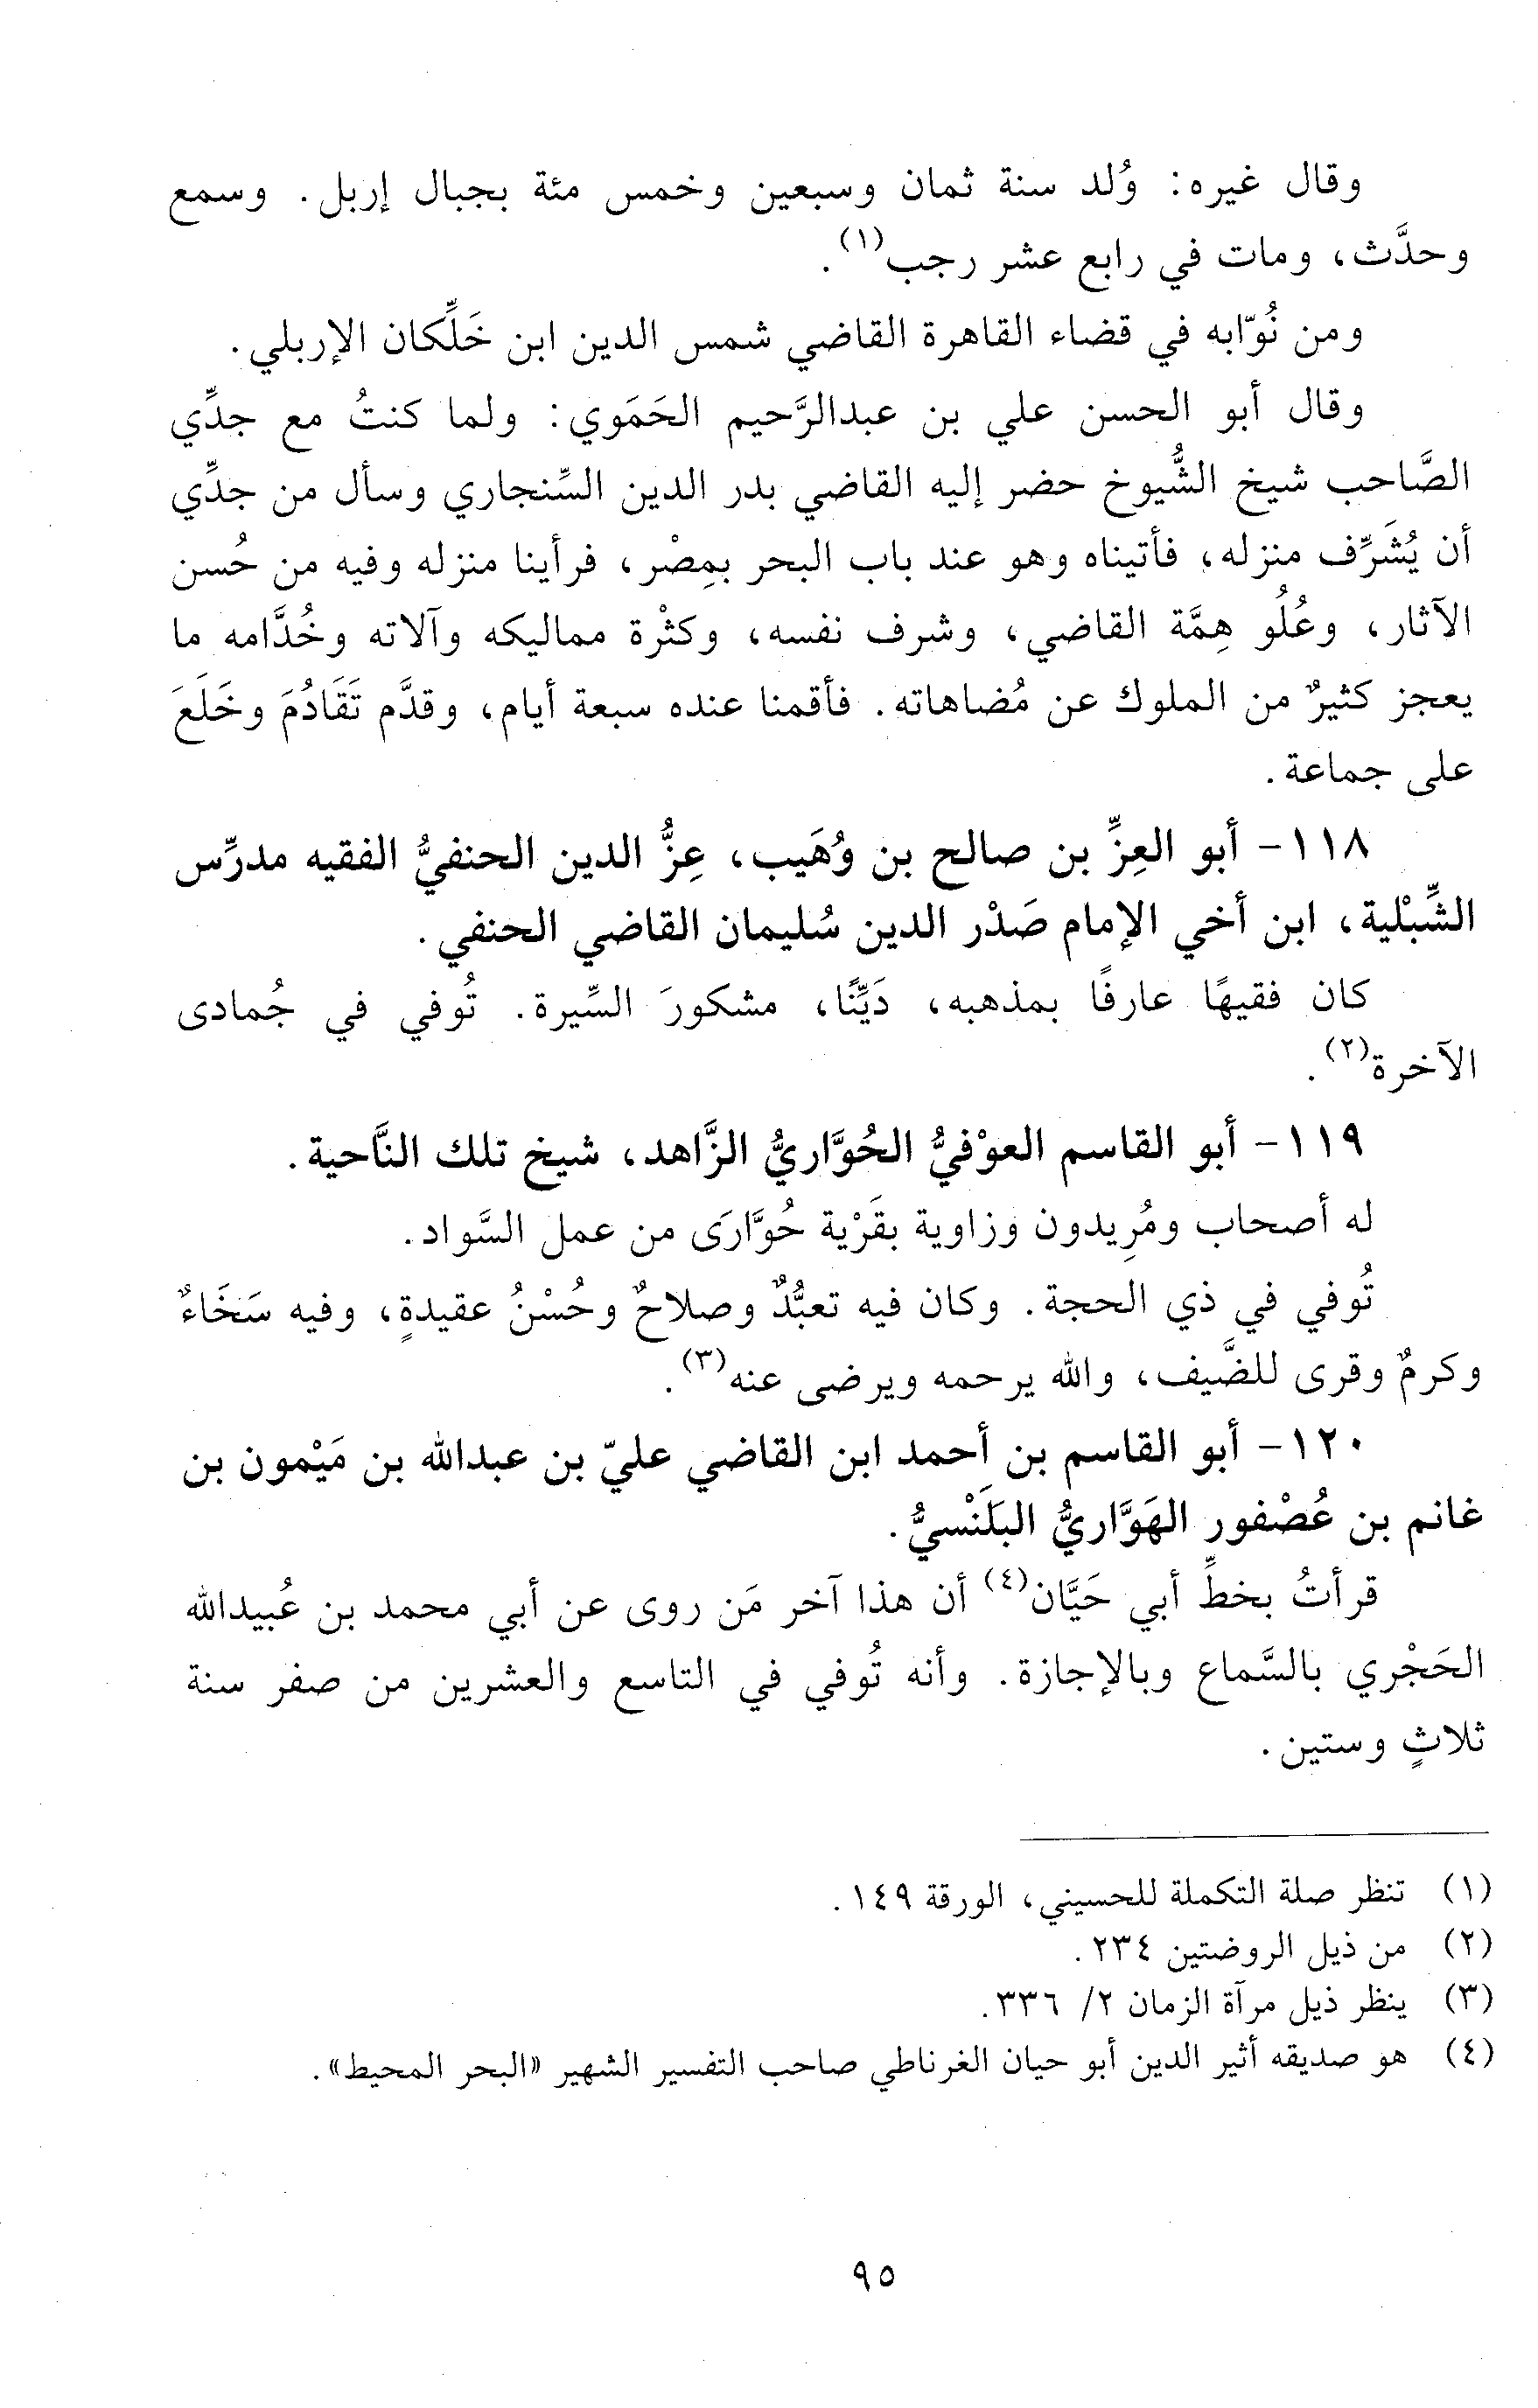 وقال غيره: وُلد سنة ثمان وسبعين وخمس مئة بجبال إربل. وسمع
وحدَّث، ومات في رابع عشر رجب(١).
ومن نُوّابه في قضاء القاهرة القاضي شمس الدين ابن خَلِّكان الإربلي.
وقال أبو الحسن علي بن عبدالرَّحيم الحَمَوي: ولما كنتُ مع جدِّي
الصَّاحب شيخ الشُّيوخ حضر إليه القاضي بدر الدين السِّنجاري وسأل من جدِّي
أن يُشَرِّف منزله، فأتيناه وهو عند باب البحر بمِصْر، فرأينا منزله وفيه من حُسن
الآثار، وعُلُو هِمَّة القاضي، وشرف نفسه، وكثْرة مماليكه وآلاته وخُدَّامه ما
يعجز كثيرٌ من الملوك عن مُضاهاته. فأقمنا عنده سبعة أيام، وقدَّم تَقَادُمَ وخَلَعَ
على جماعة.
١١٨- أبو العِزِّ بن صالح بن وُهَيب، عِزُّ الدين الحنفيُّ الفقيه مدرِّس
الشِّبْلية، ابن أخي الإمام صَدْر الدين سُليمان القاضي الحنفي.
كان فقيهًا عارفًا بمذهبه، دَيِّنًا، مشكورَ السِّيرة. تُوفي في جُمادى
الآخرة(٢).
١١٩- أبو القاسم العوْفيُّ الحُوَّاريُّ الزَّاهد، شيخ تلك النَّاحية.
له أصحاب ومُرِيدون وزاوية بقَرْية حُوَّارَى من عمل السَّواد.
تُوفي في ذي الحجة. وكان فيه تعبُّدٌ وصلاحٌ وحُسْنُ عقيدةٍ، وفيه سَخَاءٌ
وكرمٌ وقرى للضَّيف، والله يرحمه ويرضى عنه(٣).
١٢٠- أبو القاسم بن أحمد ابن القاضي عليّ بن عبدالله بن مَيْمون بن
غانم بن عُصْفور الهَوَّاريُّ البلَنْسيُّ.
قرأتُ بخطِّ أبي حَيَّان(٤) أن هذا آخر مَن روى عن أبي محمد بن عُبيدالله
الحَجْري بالسَّماع وبالإجازة. وأنه تُوفي في التاسع والعشرين من صفر سنة
ثلاثٍ وستين.
(١) تنظر صلة التكملة للحسيني، الورقة ١٤٩.
(٢) من ذيل الروضتين ٢٣٤.
(٣) ينظر ذيل مرآة الزمان ٢/ ٣٣٦.
(٤) هو صديقه أثير الدين أبو حيان الغرناطي صاحب التفسير الشهير «البحر المحيط».
٩٥